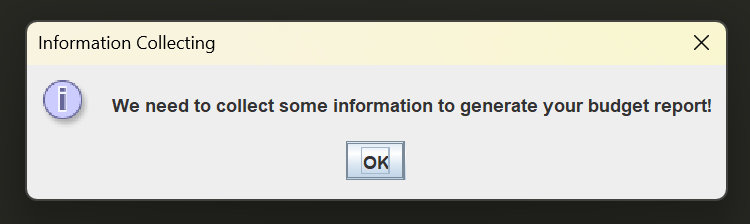 Information Collecting
We need to collect some information to generate your budget report!
OK